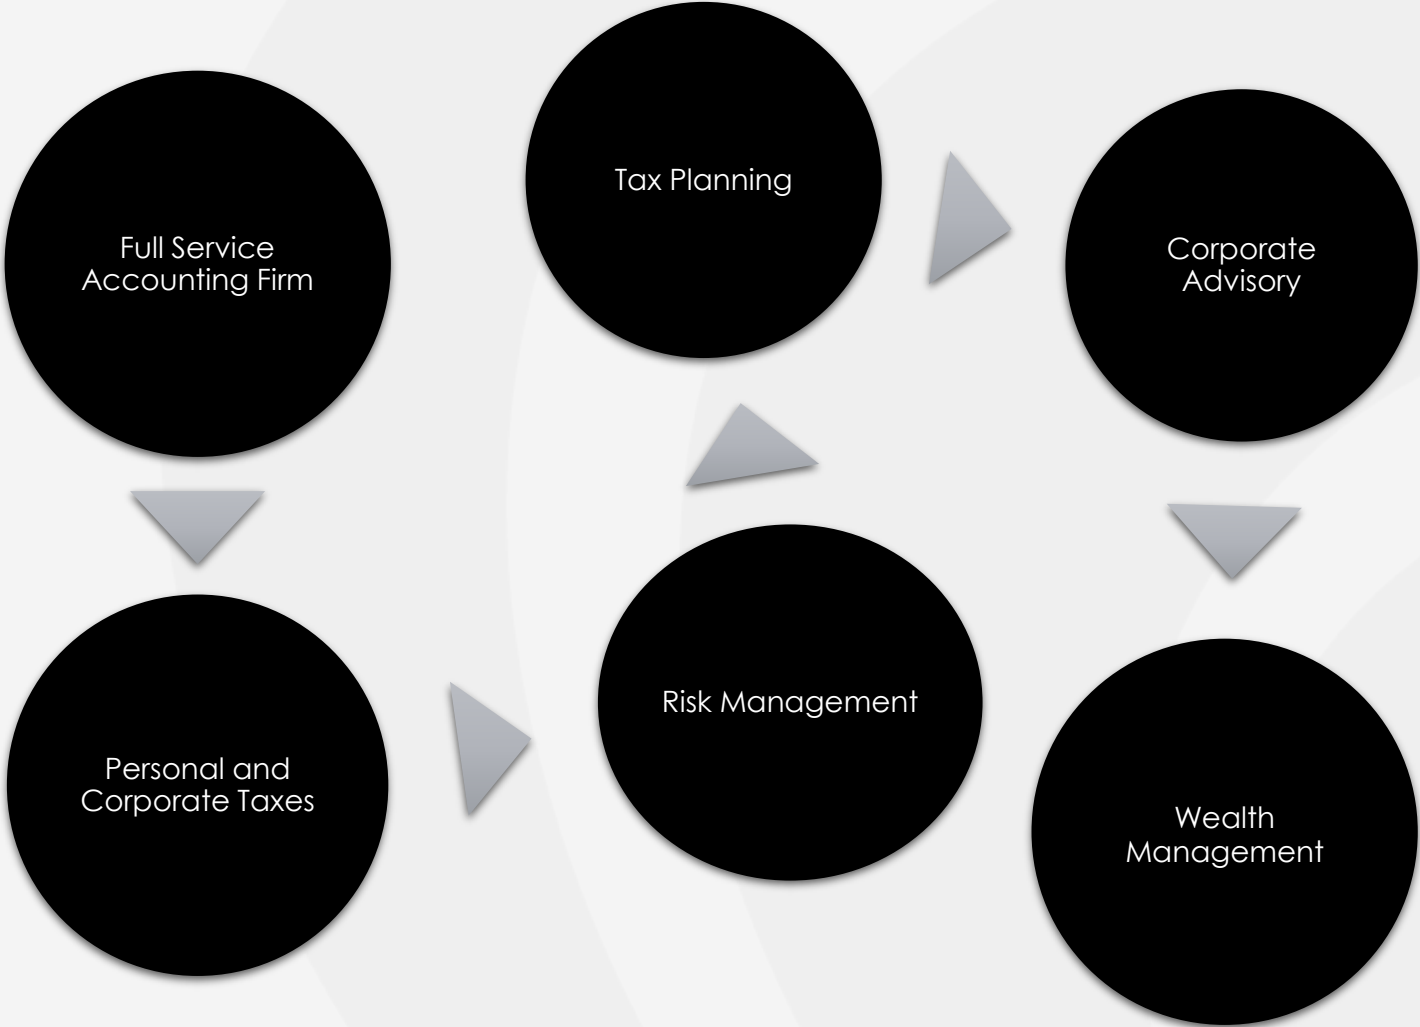 Full Service
Accounting Firm
Personal and
Corporate Taxes
Risk Management
Tax Planning
Corporate
Advisory
Wealth
Management